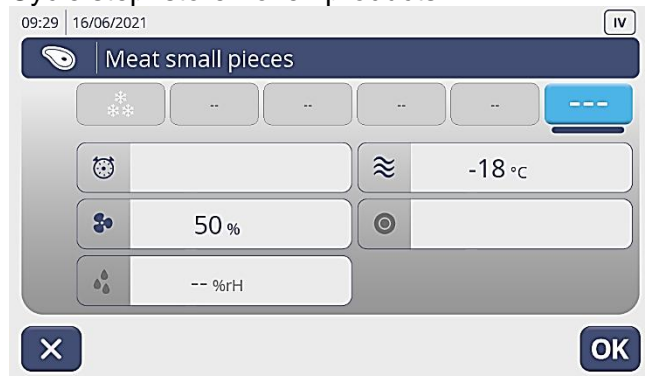 09:29 16/06/2021 IV
Meat small pieces
-- -- -- -- ---
-18 °C
50 %
-- %rH
OK